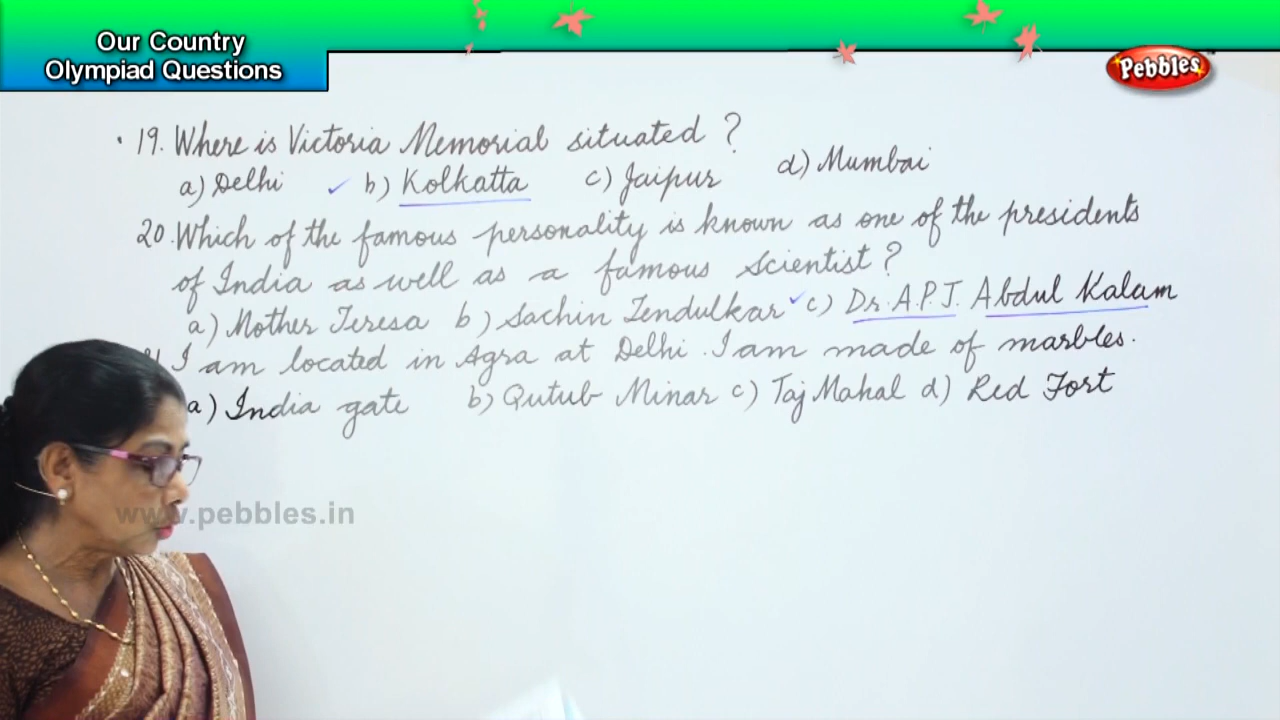 Our Country
Olympiad Questions
Pebbles
19. Where is Victoria Memorial situated ?
a) Delhi ✓ b) Kolkatta c) Jaipur d) Mumbai
20. Which of the famous personality is known as one of the presidents
of India as well as a famous scientist ?
a) Mother Teresa b) Sachin Tendulkar ✓ c) Dr. A.P.J. Abdul Kalam
I am located in Agra at Delhi. I am made of marbles.
a) India gate b) Qutub Minar c) Taj Mahal d) Red Fort
www.pebbles.in